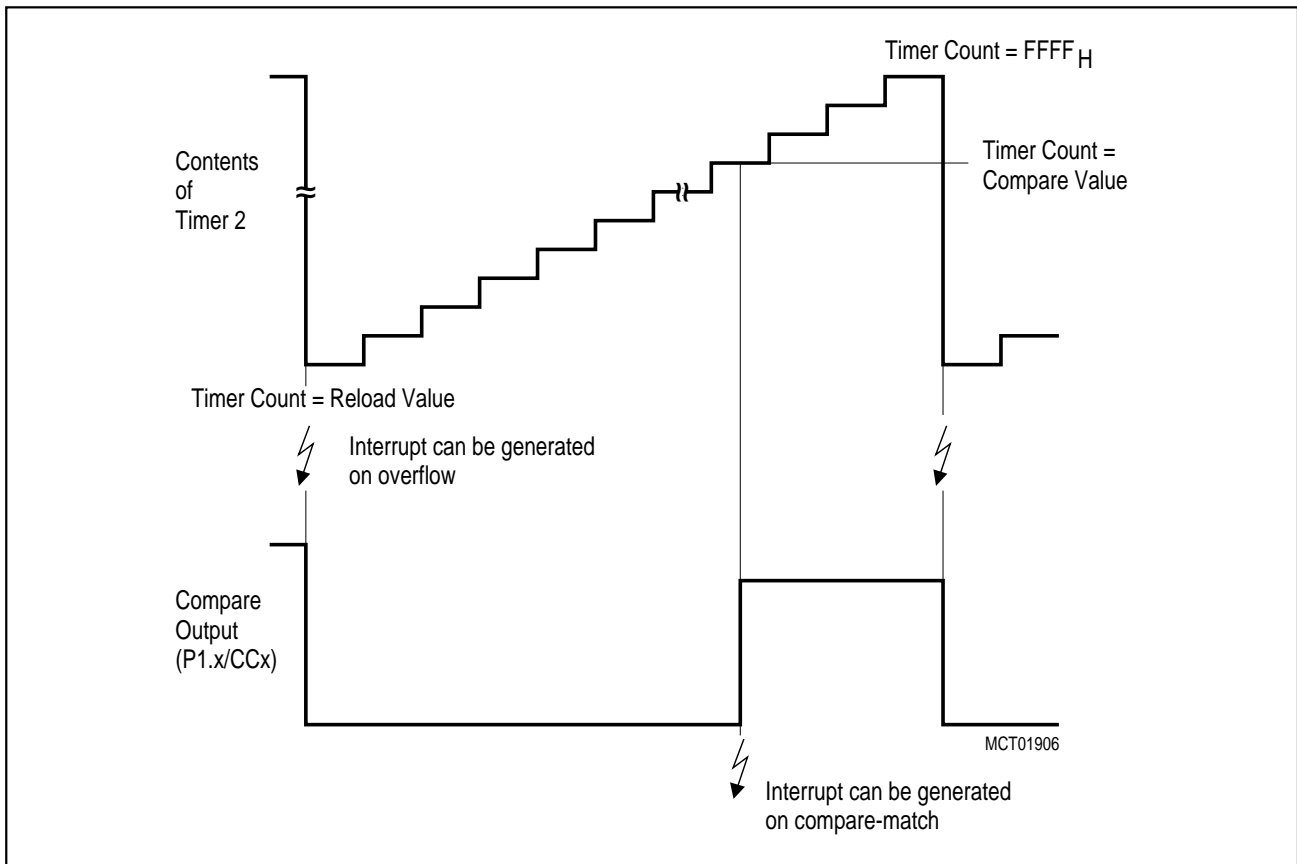 Timer Count = FFFF H
Contents
of
Timer 2
Timer Count =
Compare Value
Timer Count = Reload Value
Interrupt can be generated
on overflow
Compare
Output
(P1.x/CCx)
MCT01906
Interrupt can be generated
on compare-match